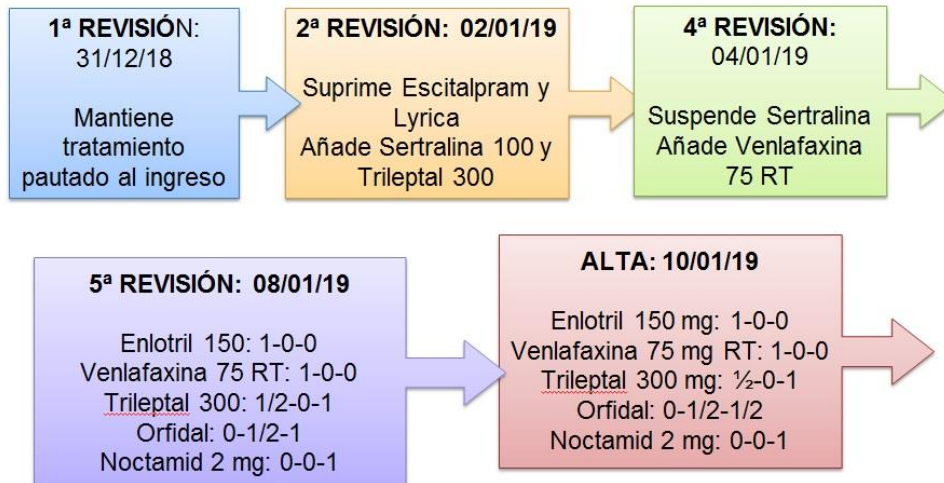 1ª REVISIÓN:
31/12/18
Mantiene
tratamiento
pautado al ingreso
2ª REVISIÓN: 02/01/19
Suprime Escitalpram y
Lyrica
Añade Sertralina 100 y
Trileptal 300
4ª REVISIÓN:
04/01/19
Suspende Sertralina
Añade Venlafaxina
75 RT
5ª REVISIÓN: 08/01/19
Enlotril 150: 1-0-0
Venlafaxina 75 RT: 1-0-0
Trileptal 300: 1/2-0-1
Orfidal: 0-1/2-1
Noctamid 2 mg: 0-0-1
ALTA: 10/01/19
Enlotril 150 mg: 1-0-0
Venlafaxina 75 mg RT: 1-0-0
Trileptal 300 mg: ½-0-1
Orfidal: 0-1/2-1/2
Noctamid 2 mg: 0-0-1